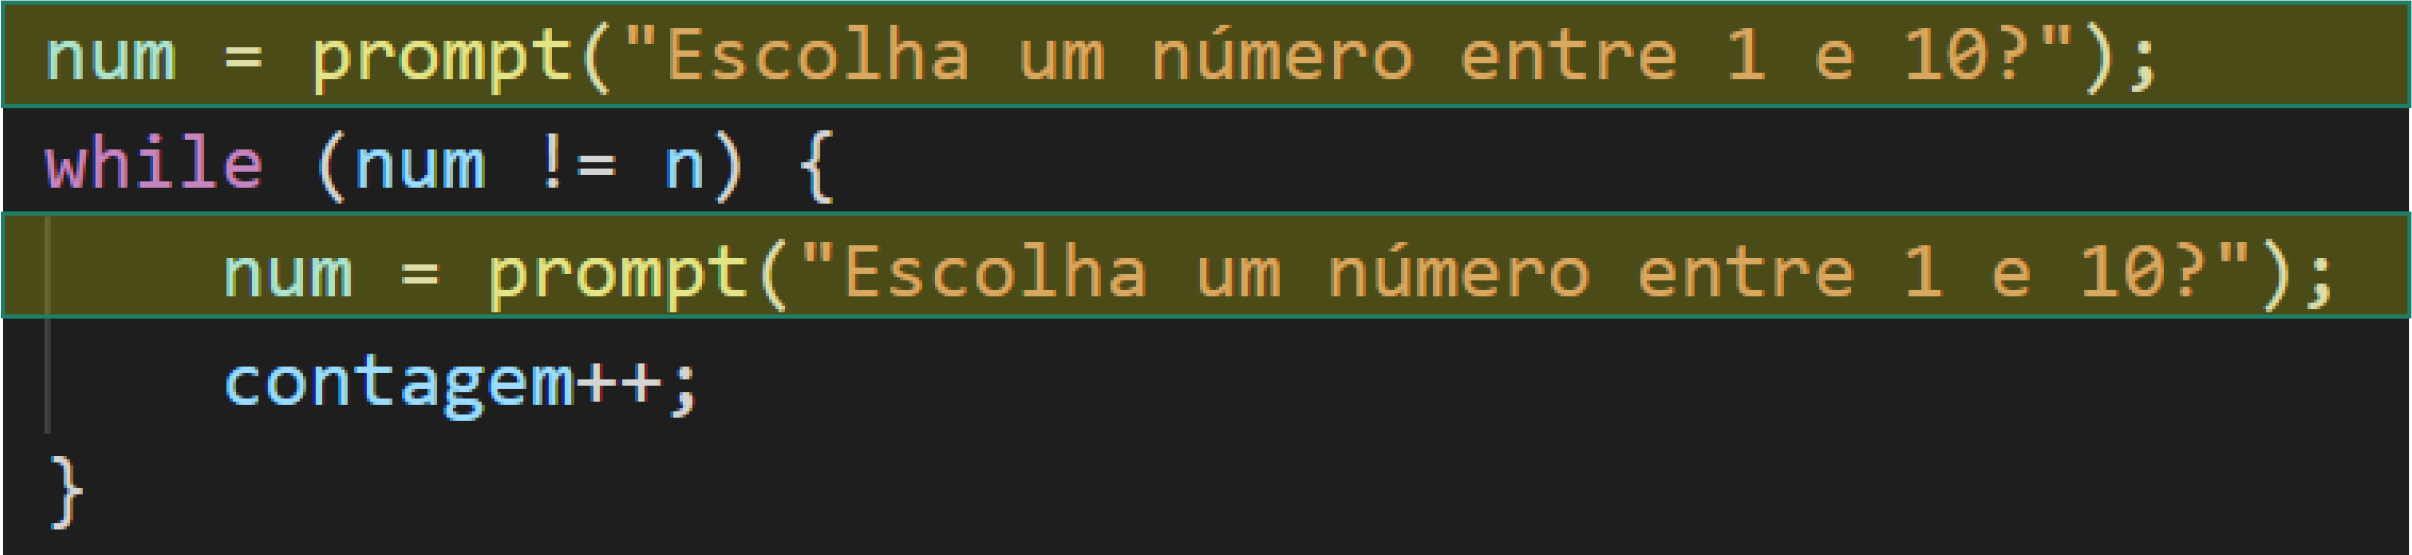 num = prompt("Escolha um número entre 1 e 10?");
while (num != n) {
    num = prompt("Escolha um número entre 1 e 10?");
    contagem++;
}